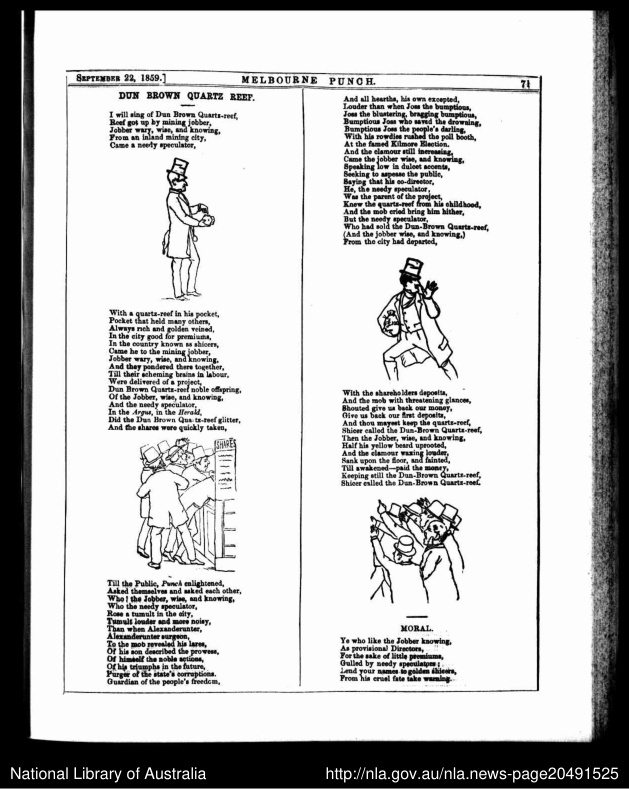 SEPTEMBER 22, 1859.]
MELBOURNE PUNCH.
71
DUN BROWN QUARTZ REEF.
I will sing of Dun Brown Quartz-reef,
Reef got up by mining jobber,
Jobber wary, wise, and knowing,
From an inland mining city,
Came a needy speculator,
With a quartz-reef in his pocket,
Pocket that held many others,
Always rich and golden veined,
In the city good for premiums,
In the country known as shicers,
Came he to the mining jobber,
Jobber wary, wise, and knowing,
And they pondered there together,
Till their scheming brains in labour,
Were delivered of a project,
Dun Brown Quartz-reef noble offspring,
Of the Jobber, wise, and knowing,
And the needy speculator,
In the Argus, in the Herald,
Did the Dun Brown Quartz-reef glitter,
And the shares were quickly taken,
SHARES
Till the Public, Punch enlightened,
Asked themselves and asked each other,
Who! the Jobber, wise, and knowing,
Who the needy speculator,
Rose a tumult in the city,
Tumult louder and more noisy,
Than when Alexanderunter,
Alexanderunter surgeon,
To the mob revealed his lares,
Of his son described the prowess,
Of himself the noble actions,
Of his triumphs in the future,
Purger of the state's corruptions.
Guardian of the people's freedom,
And all hearths, his own excepted,
Louder than when Joss the bumptious,
Joss the blustering, bragging bumptious,
Bumptious Joss who saved the drowning,
Bumptious Joss the people's darling,
With his rowdies rushed the poll booth,
At the famed Kilmore Election.
And the clamour still increasing,
Came the jobber wise, and knowing,
Speaking low in dulcet accents,
Seeking to appease the public,
Saying that his co-director,
He, the needy speculator,
Was the parent of the project,
Knew the quartz-reef from his childhood,
And the mob cried bring him hither,
But the needy speculator,
Who had sold the Dun-Brown Quartz-reef,
(And the jobber wise, and knowing,)
From the city had departed,
With the shareholders deposits,
And the mob with threatening glances,
Shouted give us back our money,
Give us back our first deposits,
And thou mayest keep the quartz-reef,
Shicer called the Dun-Brown Quartz-reef,
Then the Jobber, wise, and knowing,
Half his yellow beard uprooted,
And the clamour waxing louder,
Sank upon the floor, and fainted,
Till awakened—paid the money,
Keeping still the Dun-Brown Quartz-reef,
Shicer called the Dun-Brown Quartz-reef.
MORAL.
Ye who like the Jobber knowing,
As provisional Directors,
For the sake of little premiums,
Gulled by needy speculators;
Lend your names to golden shicers,
From his cruel fate take warning.
National Library of Australia
http://nla.gov.au/nla.news-page20491525